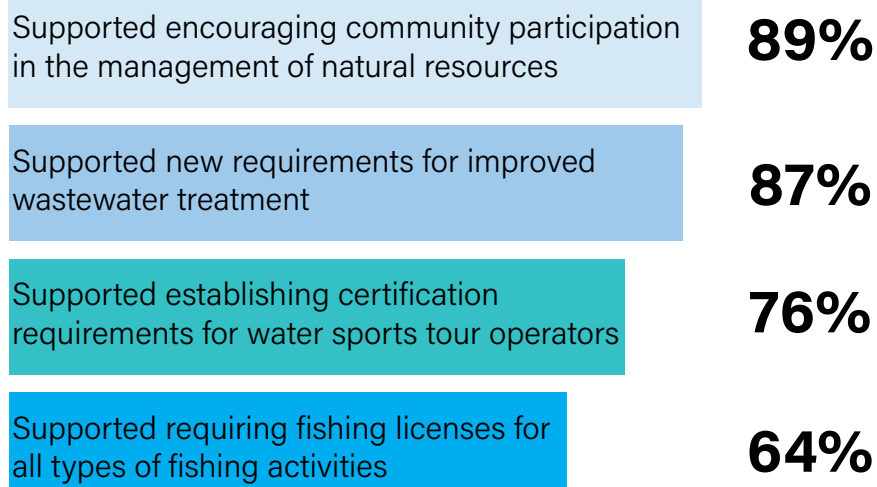 Supported encouraging community participation
in the management of natural resources
89%
Supported new requirements for improved
wastewater treatment
87%
Supported establishing certification
requirements for water sports tour operators
76%
Supported requiring fishing licenses for
all types of fishing activities
64%